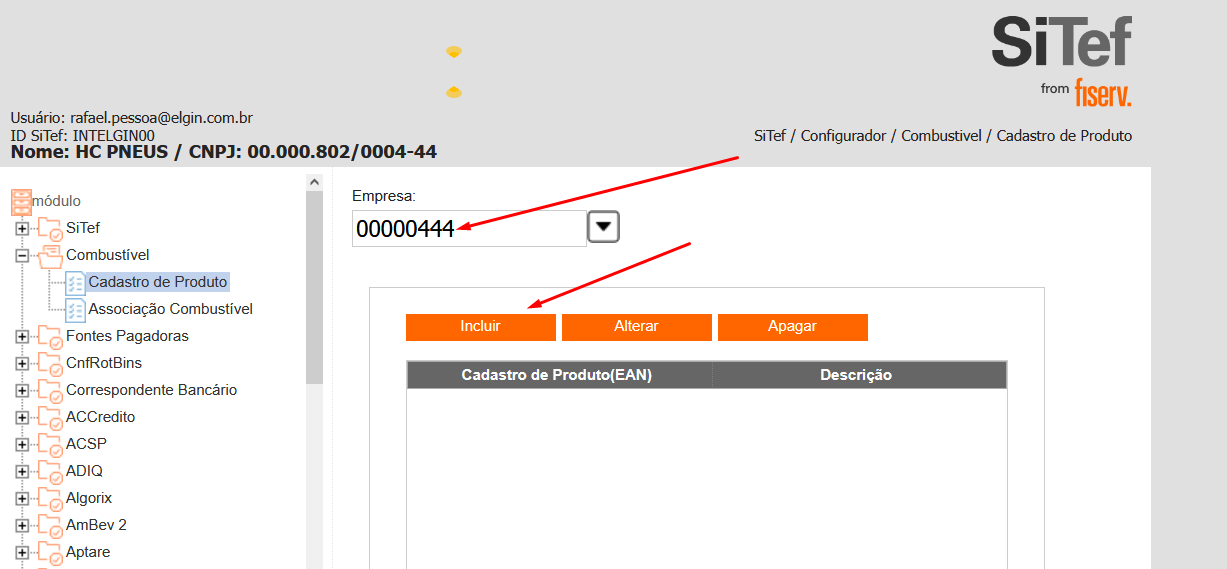 SiTef
from fiserv.
Usuário: rafael.pessoa@elgin.com.br
ID SiTef: INTELGIN00
Nome: HC PNEUS / CNPJ: 00.000.802/0004-44
SiTef / Configurador / Combustivel / Cadastro de Produto
módulo
SiTef
Combustível
Cadastro de Produto
Associação Combustível
Fontes Pagadoras
CnfRotBins
Correspondente Bancário
ACCredito
ACSP
ADIQ
Algorix
AmBev 2
Aptare
Empresa:
00000444
Incluir Alterar Apagar
Cadastro de Produto(EAN) Descrição